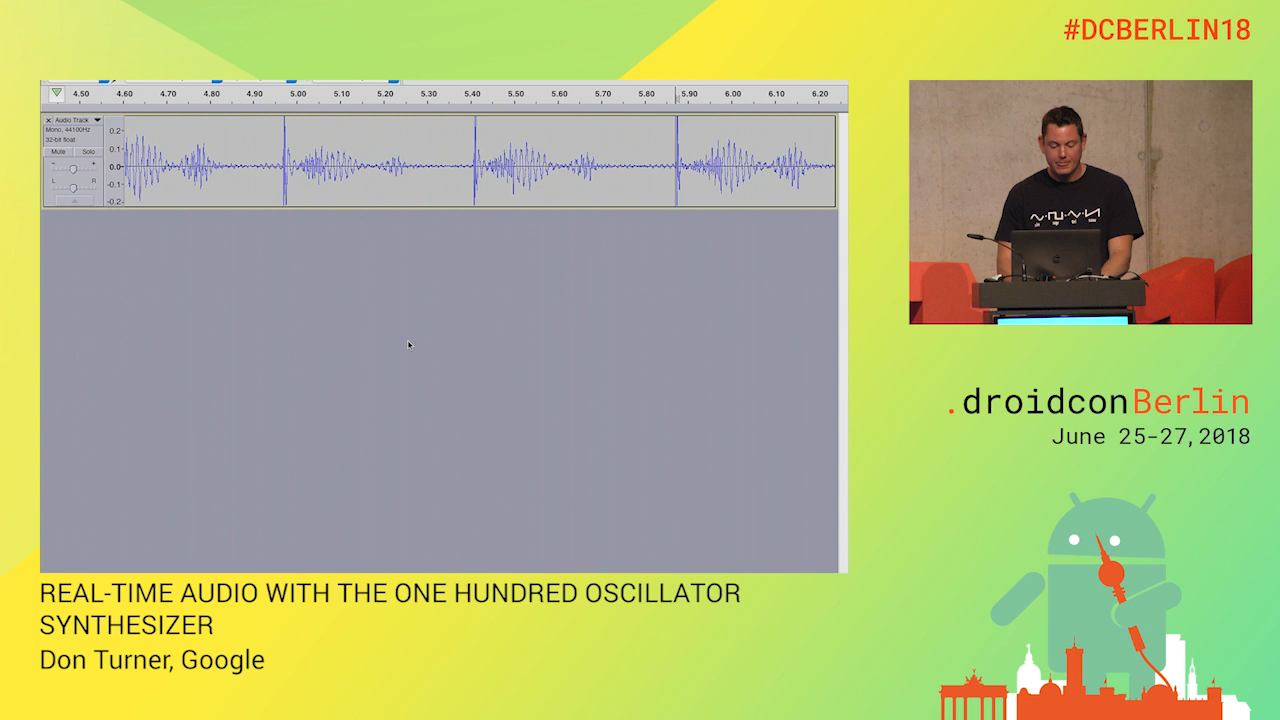 #DCBERLIN18
4.50 4.60 4.70 4.80 4.90 5.00 5.10 5.20 5.30 5.40 5.50 5.60 5.70 5.80 5.90 6.00 6.10 6.20
Audio Track
Mono, 44100Hz
32-bit float
Mute Solo
- +
L R
0.2
0.1
0.0
-0.1
-0.2
.droidconBerlin
June 25-27, 2018
REAL-TIME AUDIO WITH THE ONE HUNDRED OSCILLATOR
SYNTHESIZER
Don Turner, Google